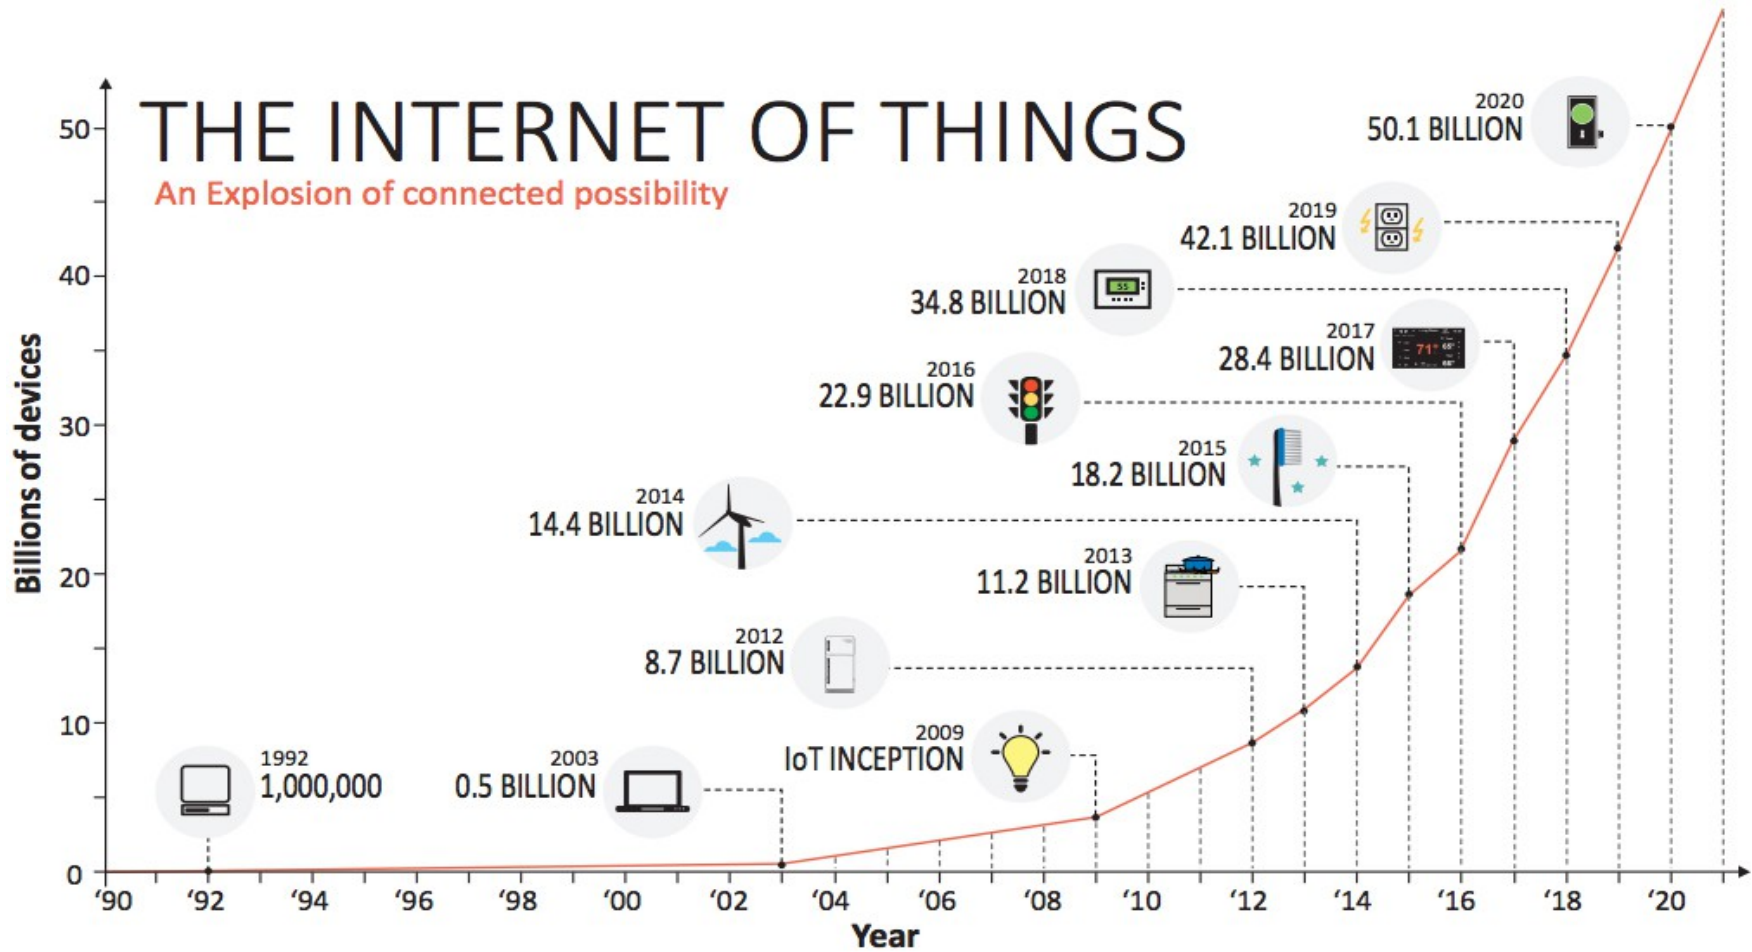 THE INTERNET OF THINGS
An Explosion of connected possibility
Billions of devices
50
40
30
20
10
0
2020
50.1 BILLION
2019
42.1 BILLION
2018
34.8 BILLION
55
2017
28.4 BILLION
71°
2016
22.9 BILLION
2015
18.2 BILLION
2014
14.4 BILLION
2013
11.2 BILLION
2012
8.7 BILLION
2009
IoT INCEPTION
1992
1,000,000
2003
0.5 BILLION
'90 '92 '94 '96 '98 '00 '02 '04 '06 '08 '10 '12 '14 '16 '18 '20
Year